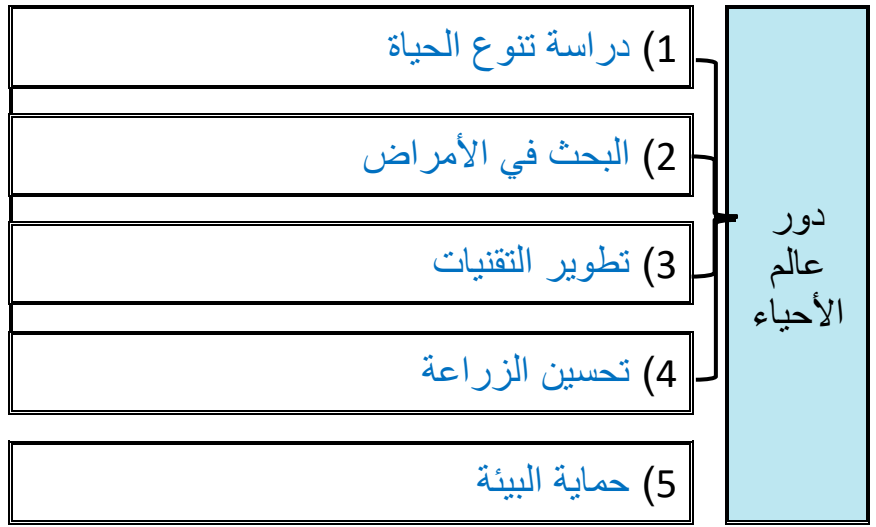 دور
عالم
الأحياء
1) دراسة تنوع الحياة
2) البحث في الأمراض
3) تطوير التقنيات
4) تحسين الزراعة
5) حماية البيئة